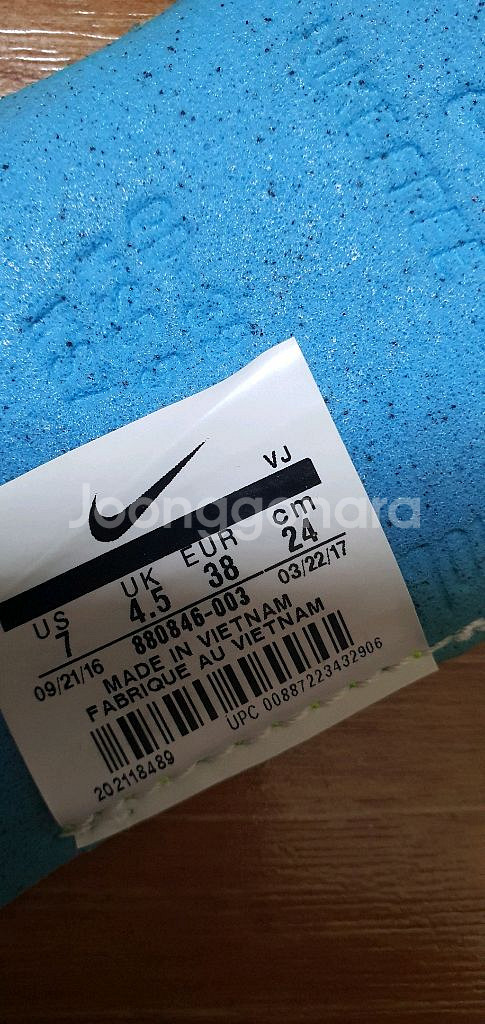 VJ
US UK EUR cm
7 4.5 38 24
09/21/16 880846-003 03/22/17
MADE IN VIETNAM
FABRIQUE AU VIETNAM
UPC 00887223432906
202118489
Joonggonara